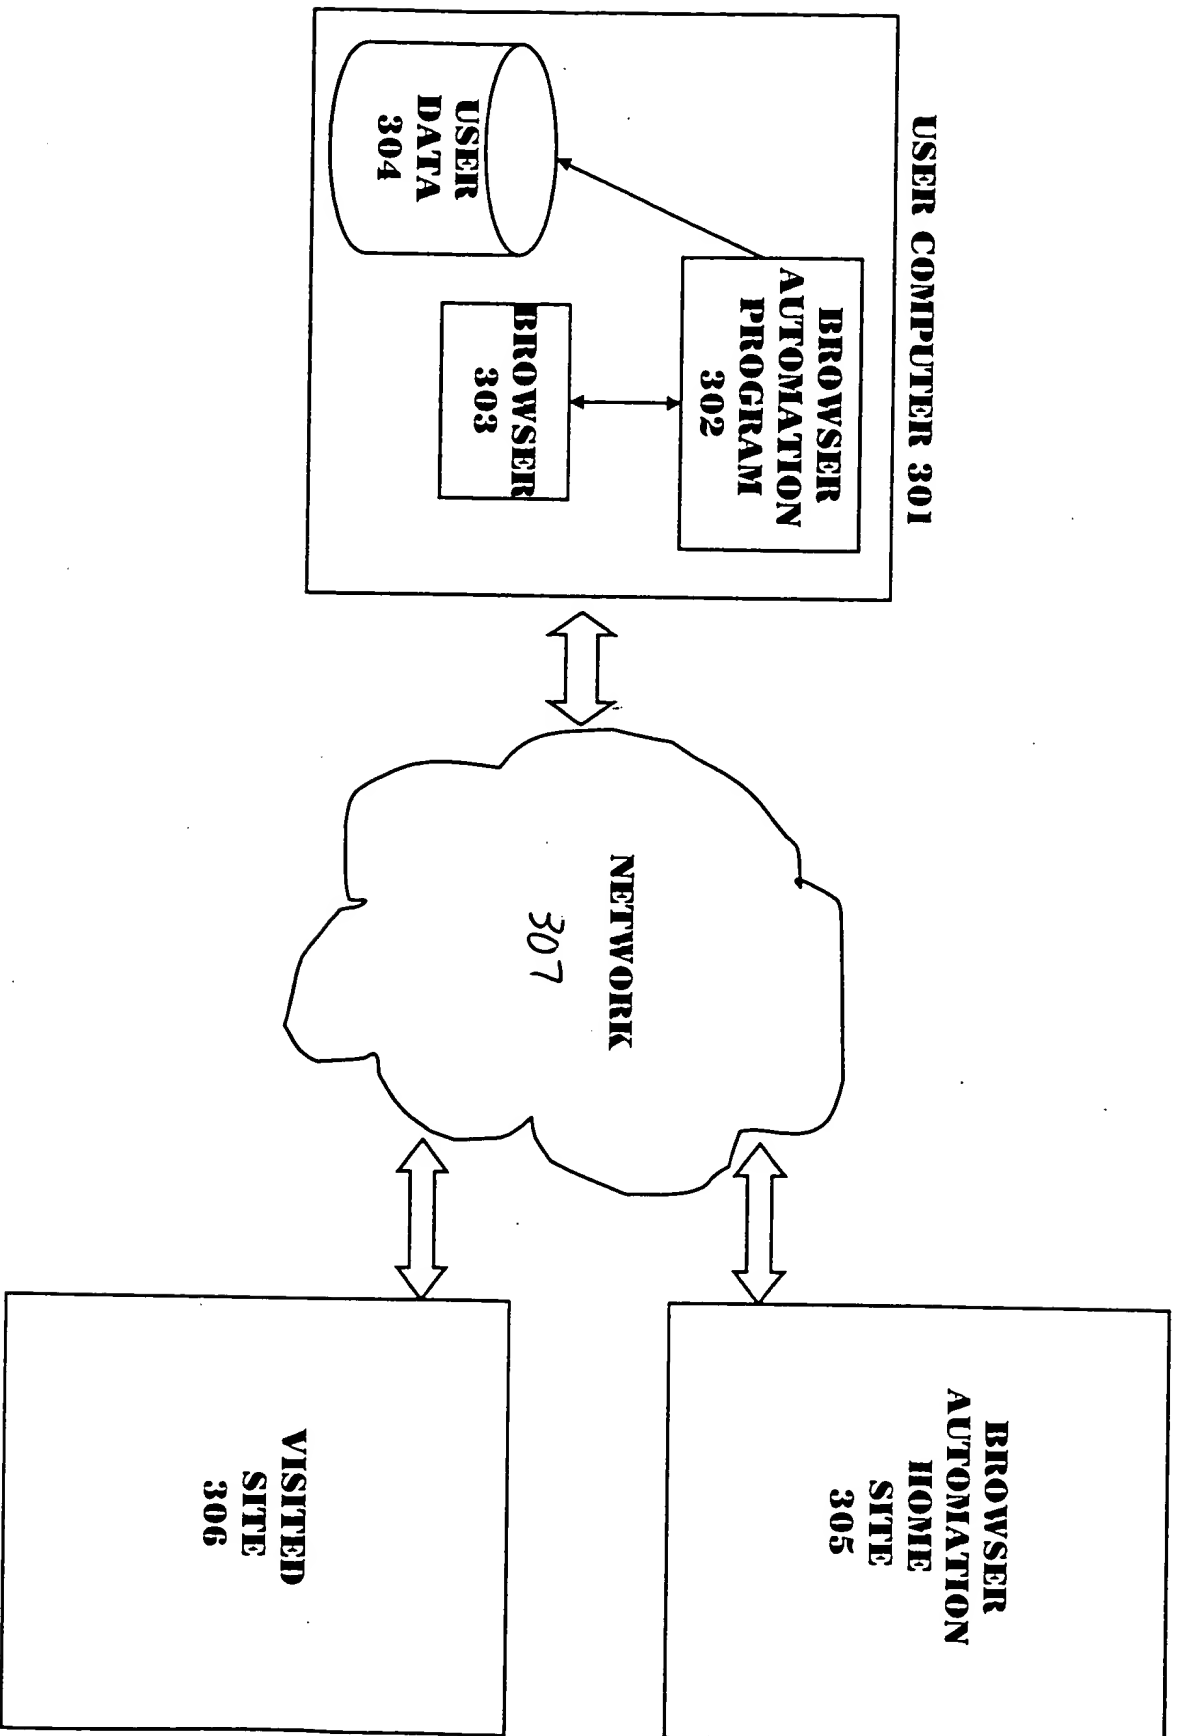 USER COMPUTER 301
BROWSER
AUTOMATION
PROGRAM
302
BROWSER
303
USER
DATA
304
NETWORK
307
BROWSER
AUTOMATION
HOME
SITE
305
VISITED
SITE
306